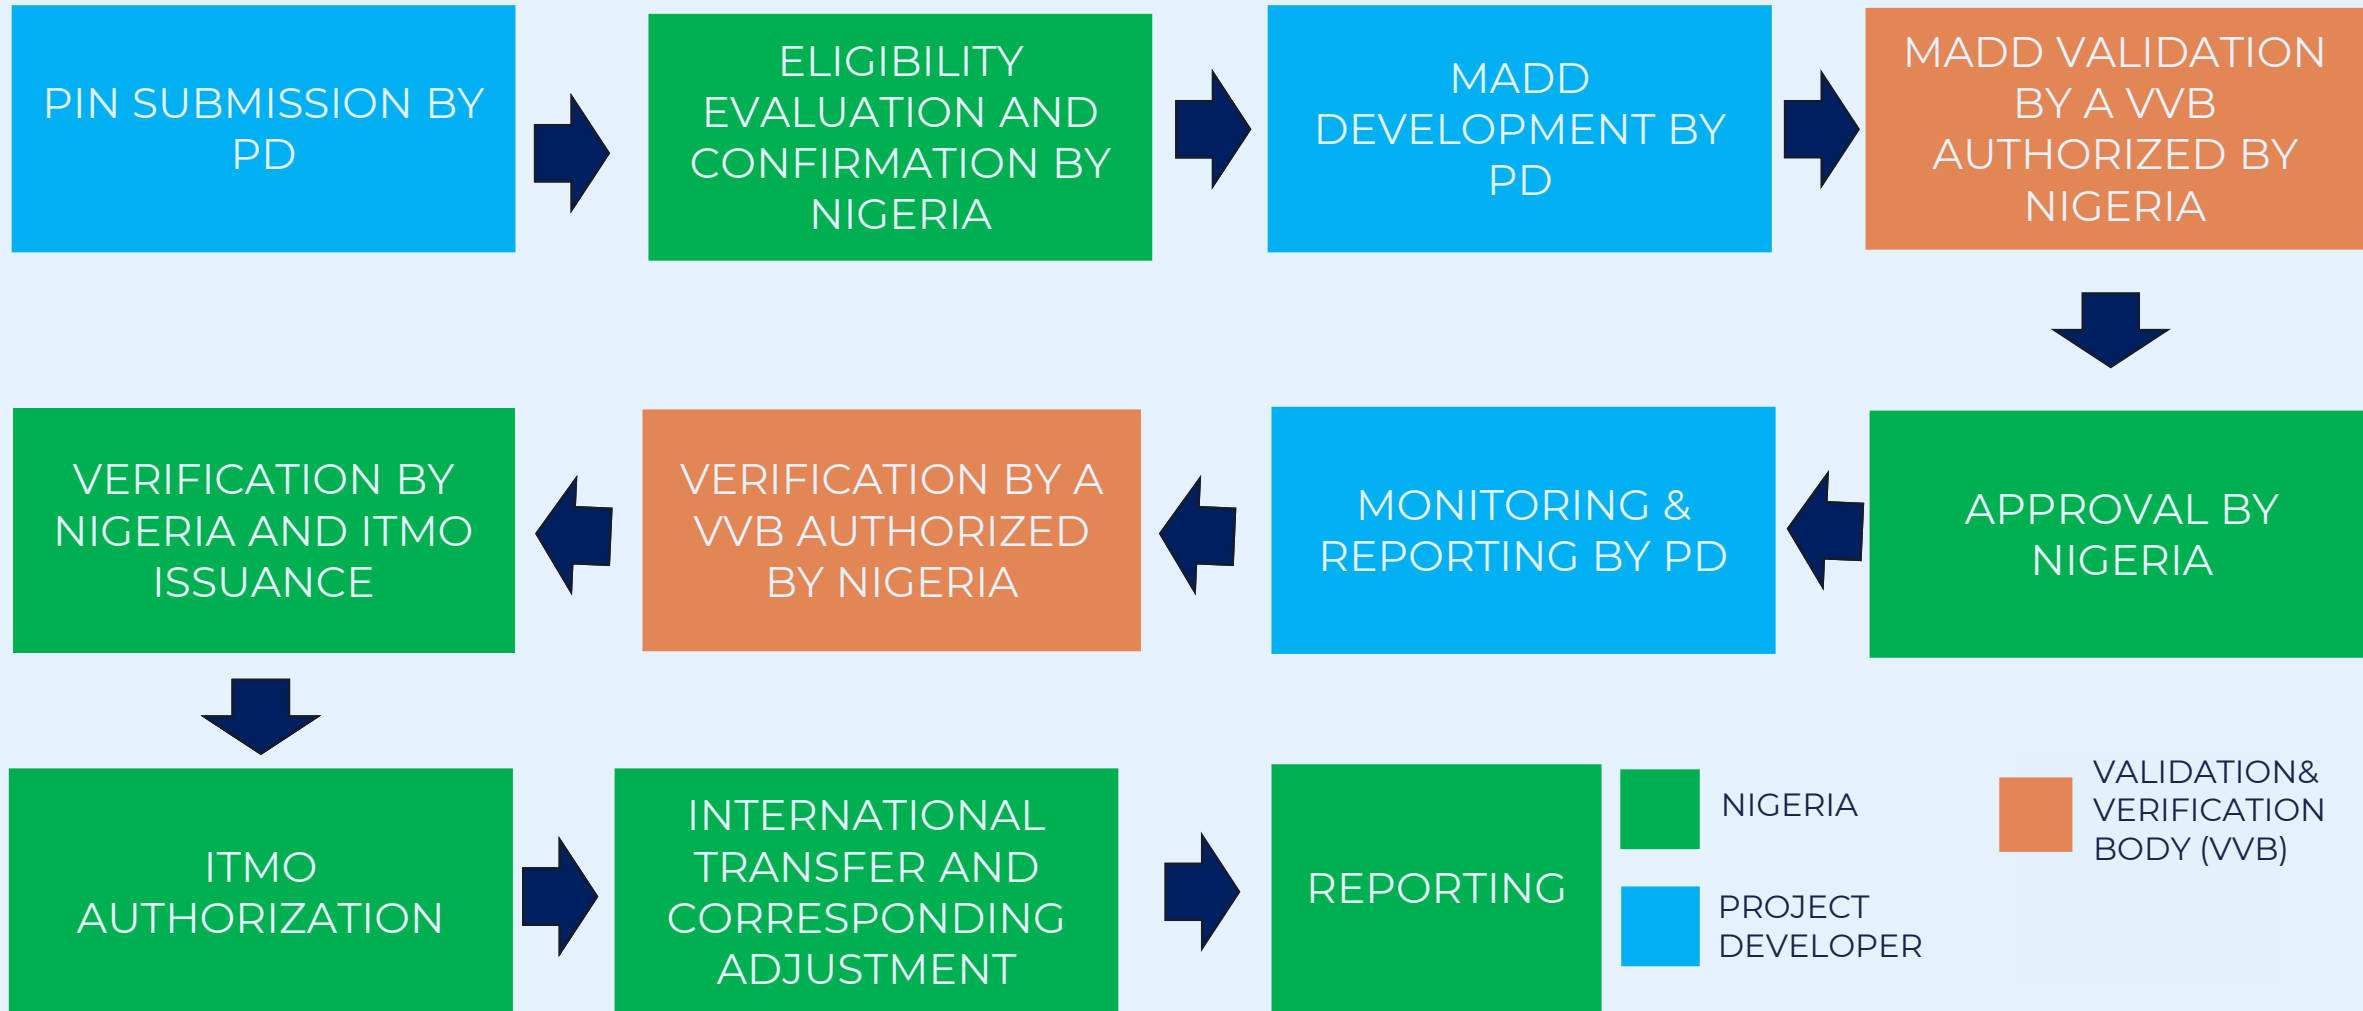 PIN SUBMISSION BY
PD
ELIGIBILITY
EVALUATION AND
CONFIRMATION BY
NIGERIA
MADD
DEVELOPMENT BY
PD
MADD VALIDATION
BY A VVB
AUTHORIZED BY
NIGERIA
APPROVAL BY
NIGERIA
MONITORING &
REPORTING BY PD
VERIFICATION BY A
VVB AUTHORIZED
BY NIGERIA
VERIFICATION BY
NIGERIA AND ITMO
ISSUANCE
ITMO
AUTHORIZATION
INTERNATIONAL
TRANSFER AND
CORRESPONDING
ADJUSTMENT
REPORTING
NIGERIA
PROJECT
DEVELOPER
VALIDATION&
VERIFICATION
BODY (VVB)